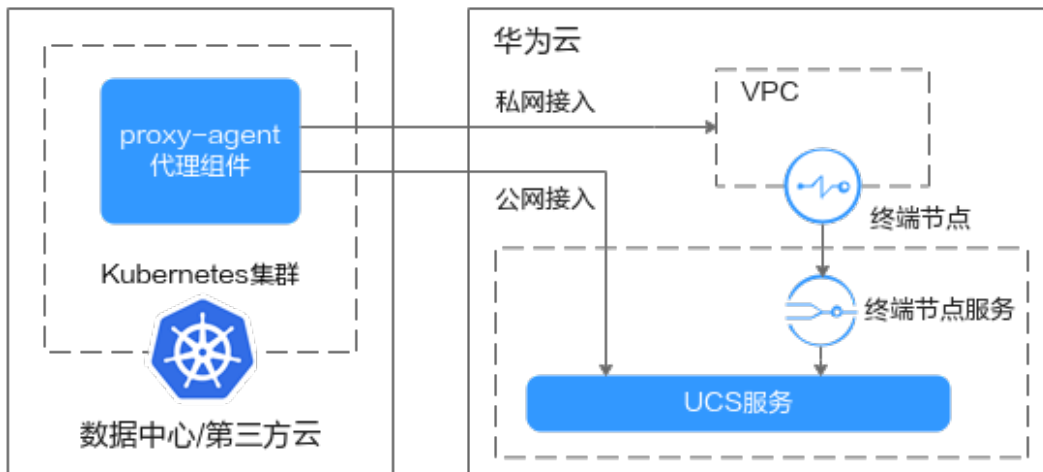 华为云
VPC
私网接入
proxy-agent
代理组件
公网接入
终端节点
Kubernetes集群
终端节点服务
UCS服务
数据中心/第三方云